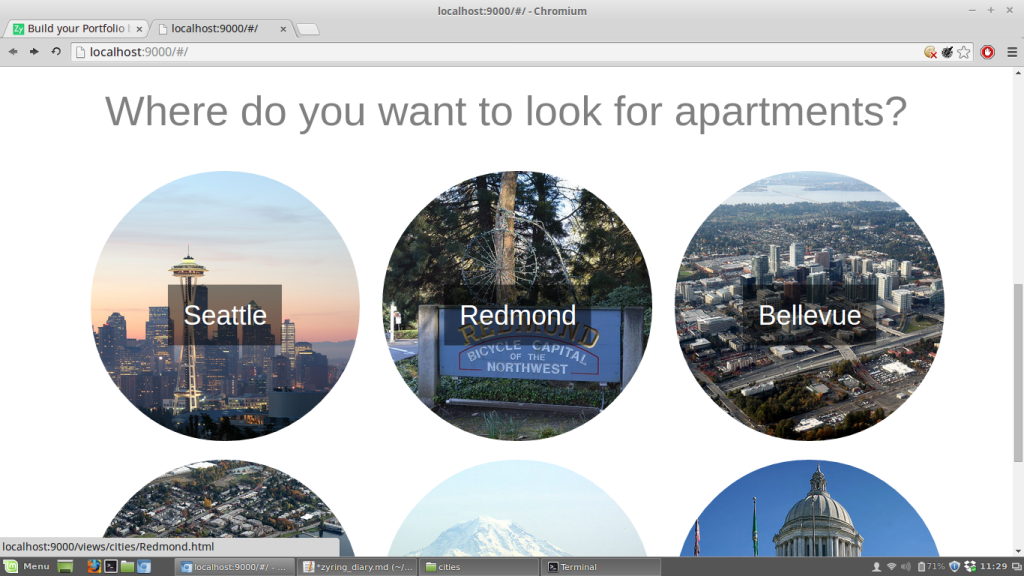 localhost:9000/#/ - Chromium
Zy Build your Portfolio
localhost:9000/#/
localhost:9000/#/
Where do you want to look for apartments?
Seattle
Redmond
Bellevue
REDMOND
BICYCLE CAPITAL
OF THE
NORTHWEST
localhost:9000/views/cities/Redmond.html
Menu
localhost:9000/#/ - ...
*zyring_diary.md (~/...
cities
Terminal
71%
11:29